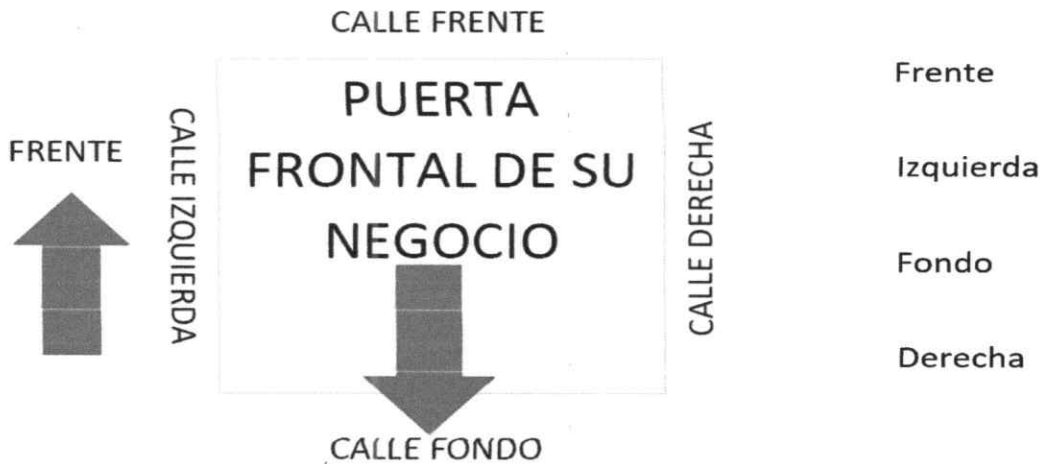 CALLE FRENTE
PUERTA
FRONTAL DE SU
NEGOCIO
FRENTE
CALLE IZQUIERDA
CALLE DERECHA
CALLE FONDO
Frente
Izquierda
Fondo
Derecha